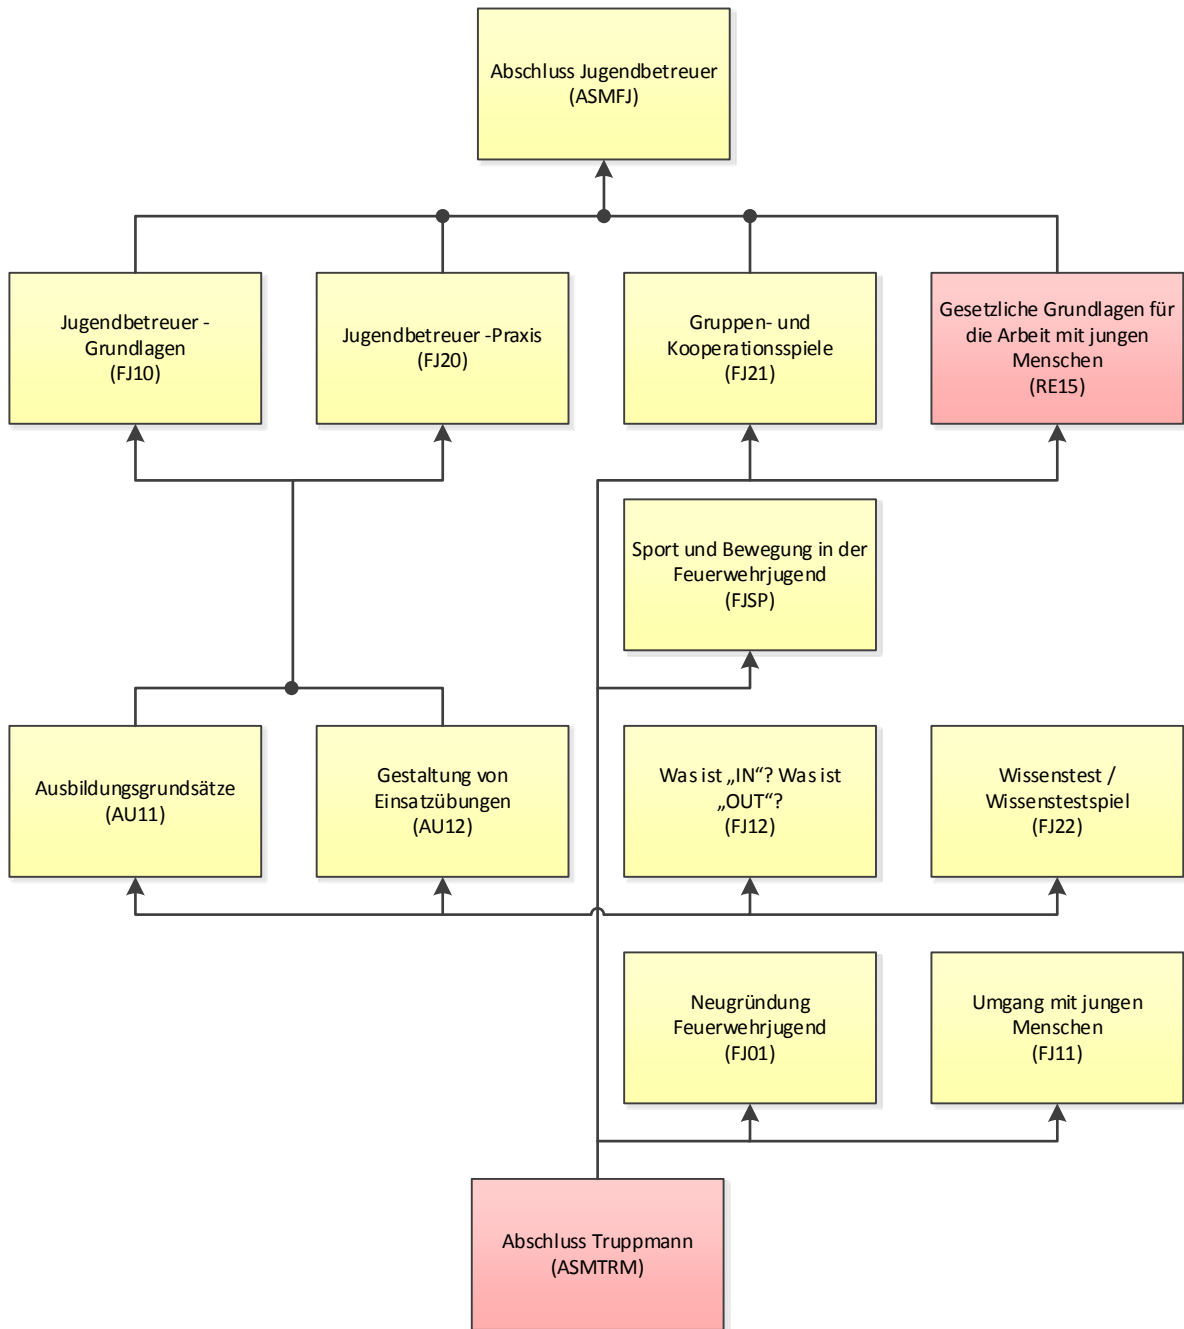 Abschluss Jugendbetreuer
(ASMFJ)
Jugendbetreuer -
Grundlagen
(FJ10)
Jugendbetreuer -Praxis
(FJ20)
Gruppen- und
Kooperationsspiele
(FJ21)
Gesetzliche Grundlagen für
die Arbeit mit jungen
Menschen
(RE15)
Sport und Bewegung in der
Feuerwehrjugend
(FJSP)
Ausbildungsgrundsätze
(AU11)
Gestaltung von
Einsatzübungen
(AU12)
Was ist „IN“? Was ist
„OUT“?
(FJ12)
Wissenstest /
Wissenstestspiel
(FJ22)
Neugründung
Feuerwehrjugend
(FJ01)
Umgang mit jungen
Menschen
(FJ11)
Abschluss Truppmann
(ASMTRM)